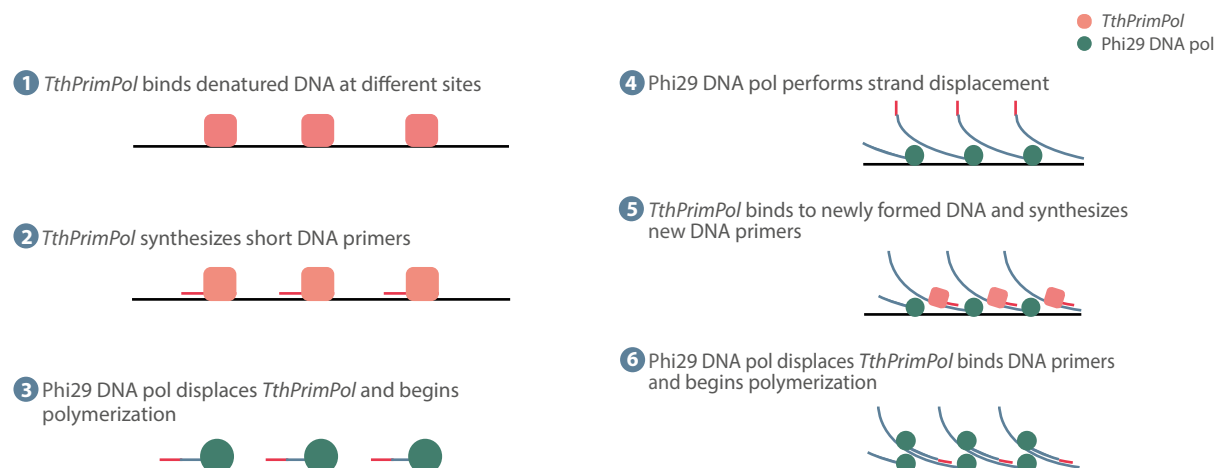 TthPrimPol
Phi29 DNA pol
1 TthPrimPol binds denatured DNA at different sites
2 TthPrimPol synthesizes short DNA primers
3 Phi29 DNA pol displaces TthPrimPol and begins
polymerization
4 Phi29 DNA pol performs strand displacement
5 TthPrimPol binds to newly formed DNA and synthesizes
new DNA primers
6 Phi29 DNA pol displaces TthPrimPol binds DNA primers
and begins polymerization